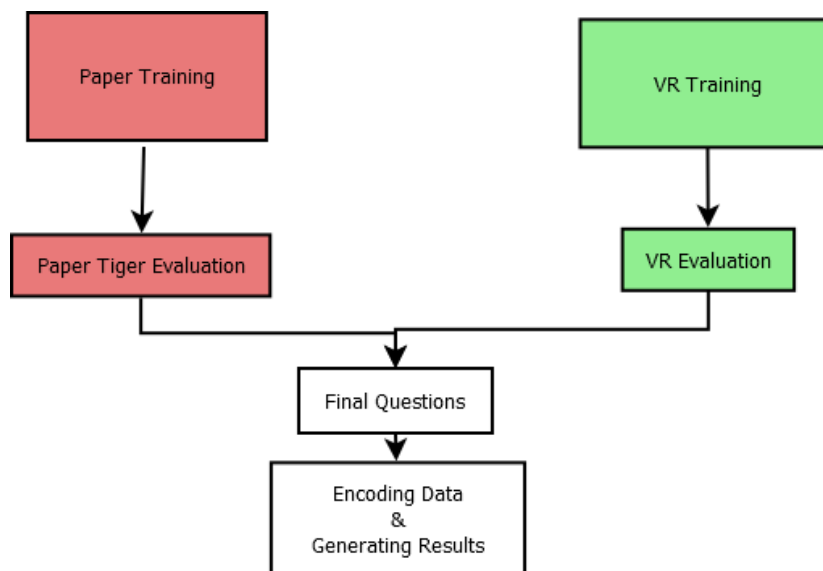 Paper Training
VR Training
Paper Tiger Evaluation
VR Evaluation
Final Questions
Encoding Data
&
Generating Results